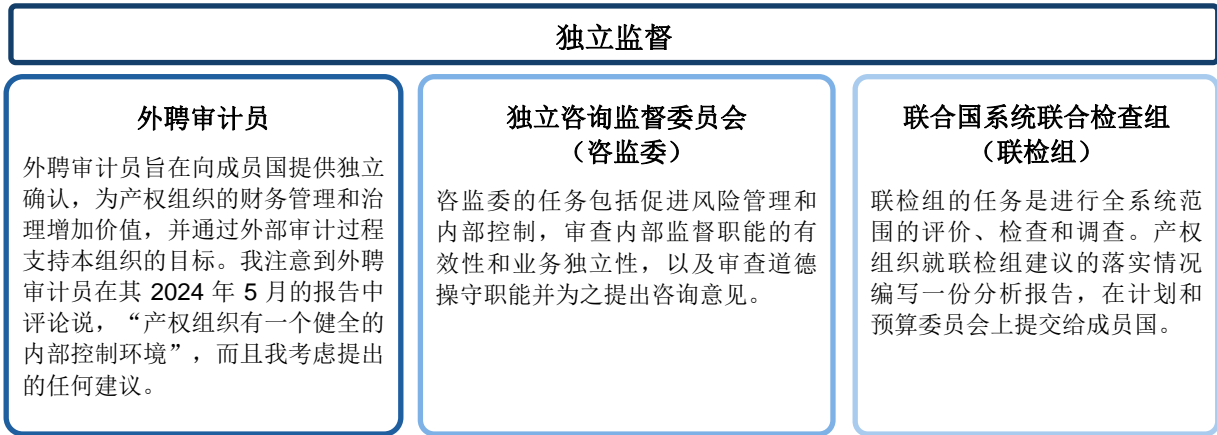 独立监督
外聘审计员
外聘审计员旨在向成员国提供独立
确认，为产权组织的财务管理和治
理增加价值，并通过外部审计过程
支持本组织的目标。我注意到外聘
审计员在其 2024 年 5 月的报告中
评论说，“产权组织有一个健全的
内部控制环境”，而且我考虑提出
的任何建议。
独立咨询监督委员会
（咨监委）
咨监委的任务包括促进风险管理和
内部控制，审查内部监督职能的有
效性和业务独立性，以及审查道德
操守职能并为之提出咨询意见。
联合国系统联合检查组
（联检组）
联检组的任务是进行全系统范
围的评价、检查和调查。产权
组织就联检组建议的落实情况
编写一份分析报告，在计划和
预算委员会上提交给成员国。